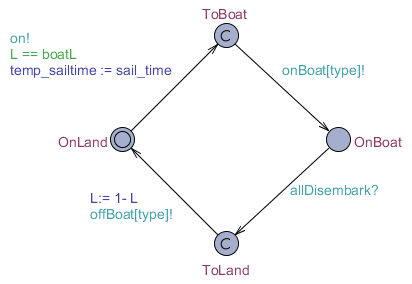 ToBoat
C
on!
L == boatL
temp_sailtime := sail_time
onBoat[type]!
OnLand
OnBoat
allDisembark?
L:= 1- L
offBoat[type]!
C
ToLand